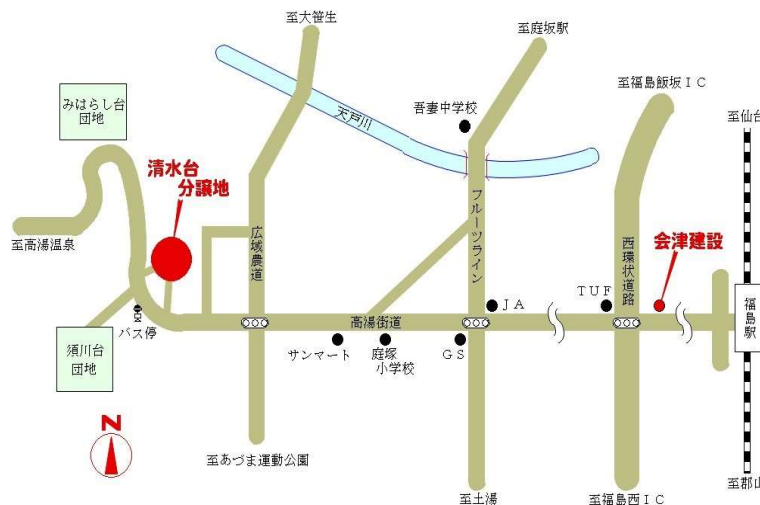 至大笹生
至庭坂駅
至福島飯坂IC
至仙台
みはらし台
団地
天戸川
吾妻中学校
清水台
分譲地
至高湯温泉
広域農道
フルーツライン
西環状道路
会津建設
JA
TUF
福島駅
バス停
高湯街道
須川台
団地
サンマート
庭塚
小学校
GS
N
至あづま運動公園
至土湯
至福島西IC
至郡山